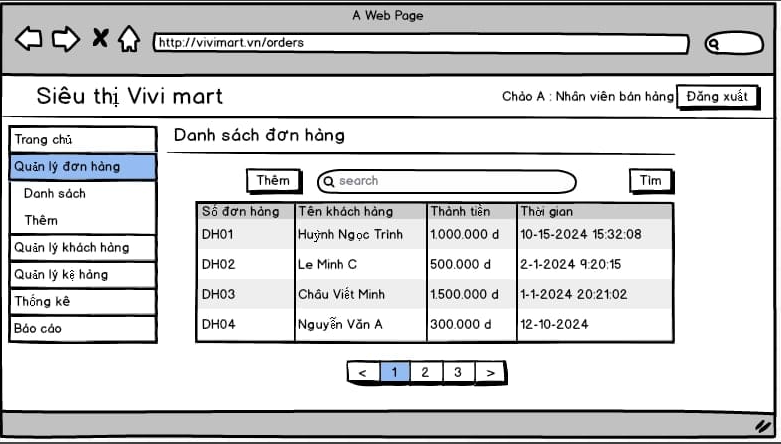 A Web Page
http://vivimart.vn/orders
Siêu thị Vivi mart
Chào A : Nhân viên bán hàng
Đăng xuất
Trang chủ
Quản lý đơn hàng
Danh sách
Thêm
Quản lý khách hàng
Quản lý kệ hàng
Thống kê
Báo cáo
Danh sách đơn hàng
Thêm
search
Tìm
Số đơn hàng Tên khách hàng Thành tiền Thời gian
DH01 Huỳnh Ngọc Trinh 1.000.000 d 10-15-2024 15:32:08
DH02 Le Minh C 500.000 d 2-1-2024 9:20:15
DH03 Châu Viết Minh 1.500.000 d 1-1-2024 20:21:02
DH04 Nguyễn Văn A 300.000 d 12-10-2024
< 1 2 3 >